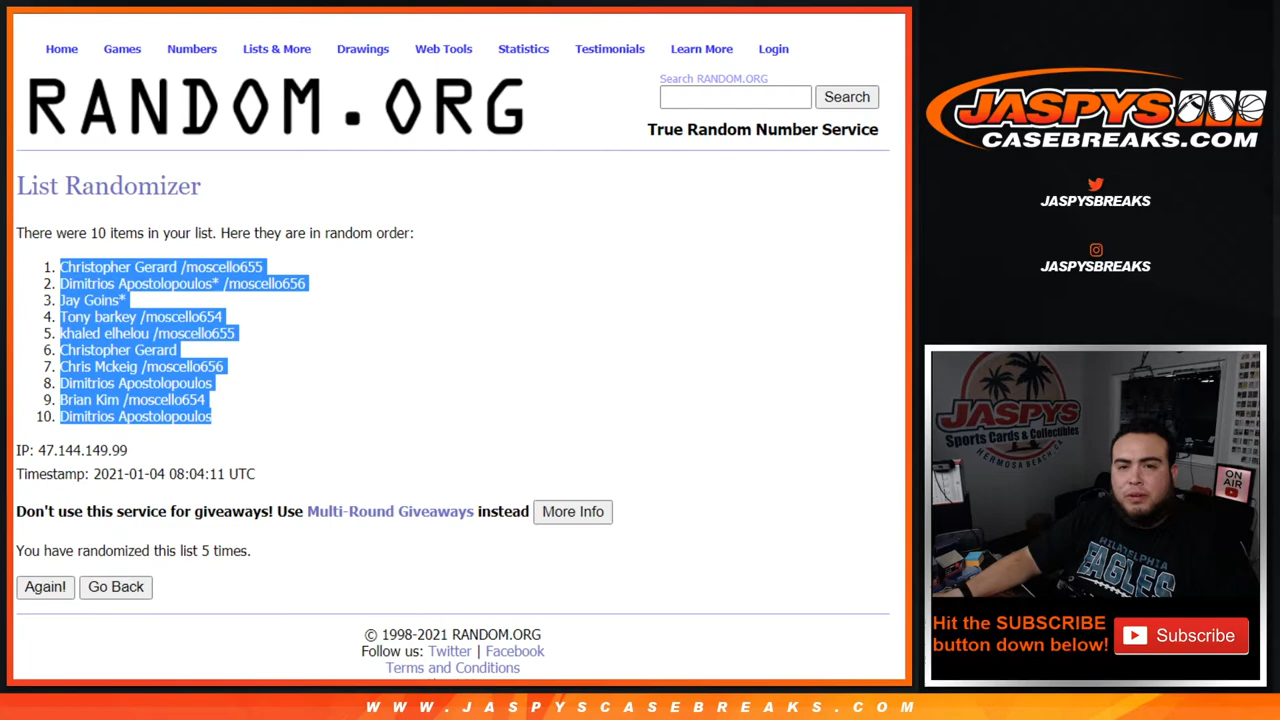 Home Games Numbers Lists & More Drawings Web Tools Statistics Testimonials Learn More Login
RANDOM.ORG
Search RANDOM.ORG
Search
True Random Number Service
List Randomizer
There were 10 items in your list. Here they are in random order:
1. Christopher Gerard /moscello655
2. Dimitrios Apostolopoulos* /moscello656
3. Jay Goins*
4. Tony barkey /moscello654
5. khaled elhelou /moscello655
6. Christopher Gerard
7. Chris Mckeig /moscello656
8. Dimitrios Apostolopoulos
9. Brian Kim /moscello654
10. Dimitrios Apostolopoulos
IP: 47.144.149.99
Timestamp: 2021-01-04 08:04:11 UTC
Don't use this service for giveaways! Use Multi-Round Giveaways instead More Info
You have randomized this list 5 times.
Again! Go Back
© 1998-2021 RANDOM.ORG
Follow us: Twitter | Facebook
Terms and Conditions
JASPYS
CASEBREAKS.COM
JASPYSBREAKS
JASPYSBREAKS
JASPYS
Sports Cards & Collectibles
HERMOSA BEACH, CA
ON
AIR
PHILADELPHIA
EAGLES
Hit the SUBSCRIBE
button down below!
Subscribe
WWW.JASPYSCASEBREAKS.COM